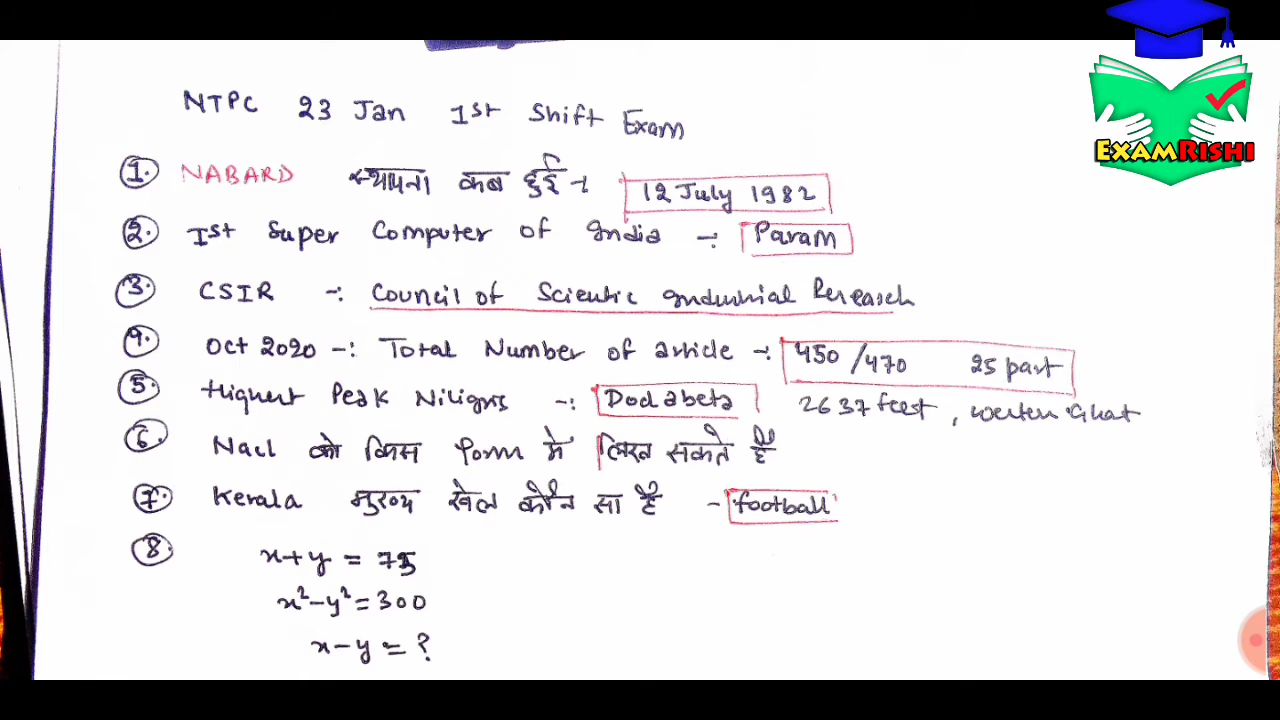 NTPC 23 Jan 1st Shift Exam
EXAMRISHI
1. NABARD स्थापना कब हुई -: 12 July 1982
2. Ist Super Computer of India -: Param
3. CSIR -: Council of Scientic Industrial Research
4. Oct 2020 -: Total Number of article -: 450 /470 25 part
5. Highest Peak Niligris -: Dodabeta
2637 feet, western Ghat
6. Nacl को किस form मे लिख सकते है
7. Kerala मुख्य खेल कौन सा है - football
8. x+y = 75
x²-y² = 300
x-y = ?